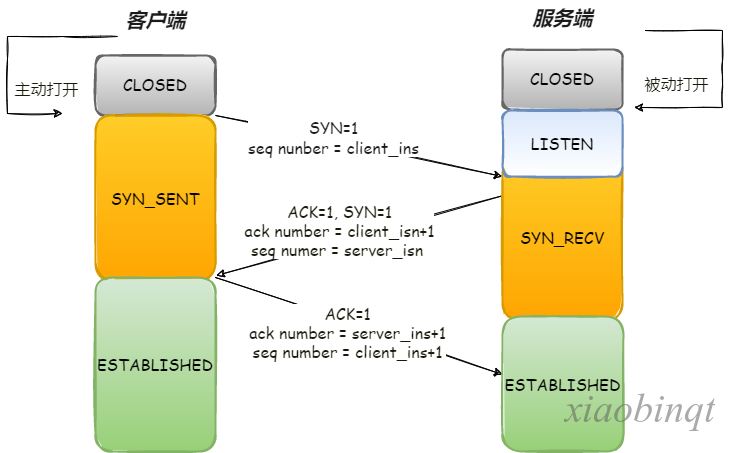 客户端
服务端
主动打开
CLOSED
CLOSED
被动打开
SYN=1
seq nunber = client_ins
LISTEN
SYN_SENT
ACK=1, SYN=1
ack number = client_isn+1
seq numer = server_isn
SYN_RECV
ACK=1
ack number = server_ins+1
seq number = client_ins+1
ESTABLISHED
ESTABLISHED
xiaobinqt